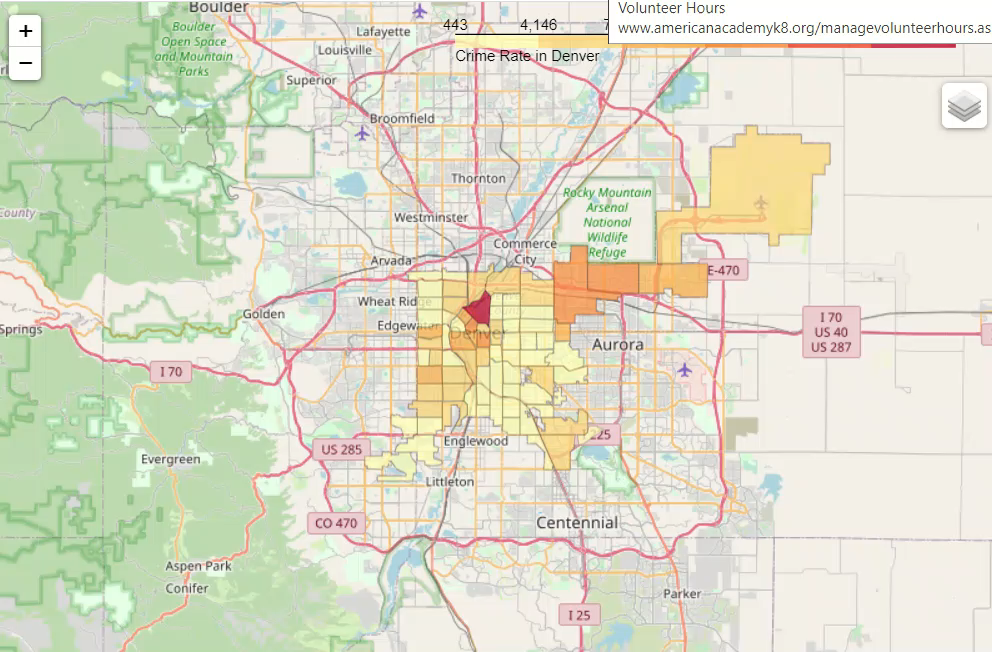 Boulder
Volunteer Hours
www.americanacademyk8.org/managevolunteerhours.as
+
−
443 4,146
Crime Rate in Denver
Lafayette
Boulder
Open Space
and Mountain
Parks
Louisville
Superior
Broomfield
Thornton
Rocky Mountain
Arsenal
National
Wildlife
Refuge
County
Westminster
Commerce
City
Arvada
E-470
Wheat Ridge
Golden
Springs
Edgewater
Denver
I 70
US 40
US 287
Aurora
I 70
US 285
Englewood
I 225
Evergreen
Littleton
CO 470
Centennial
Aspen Park
Conifer
Parker
I 25